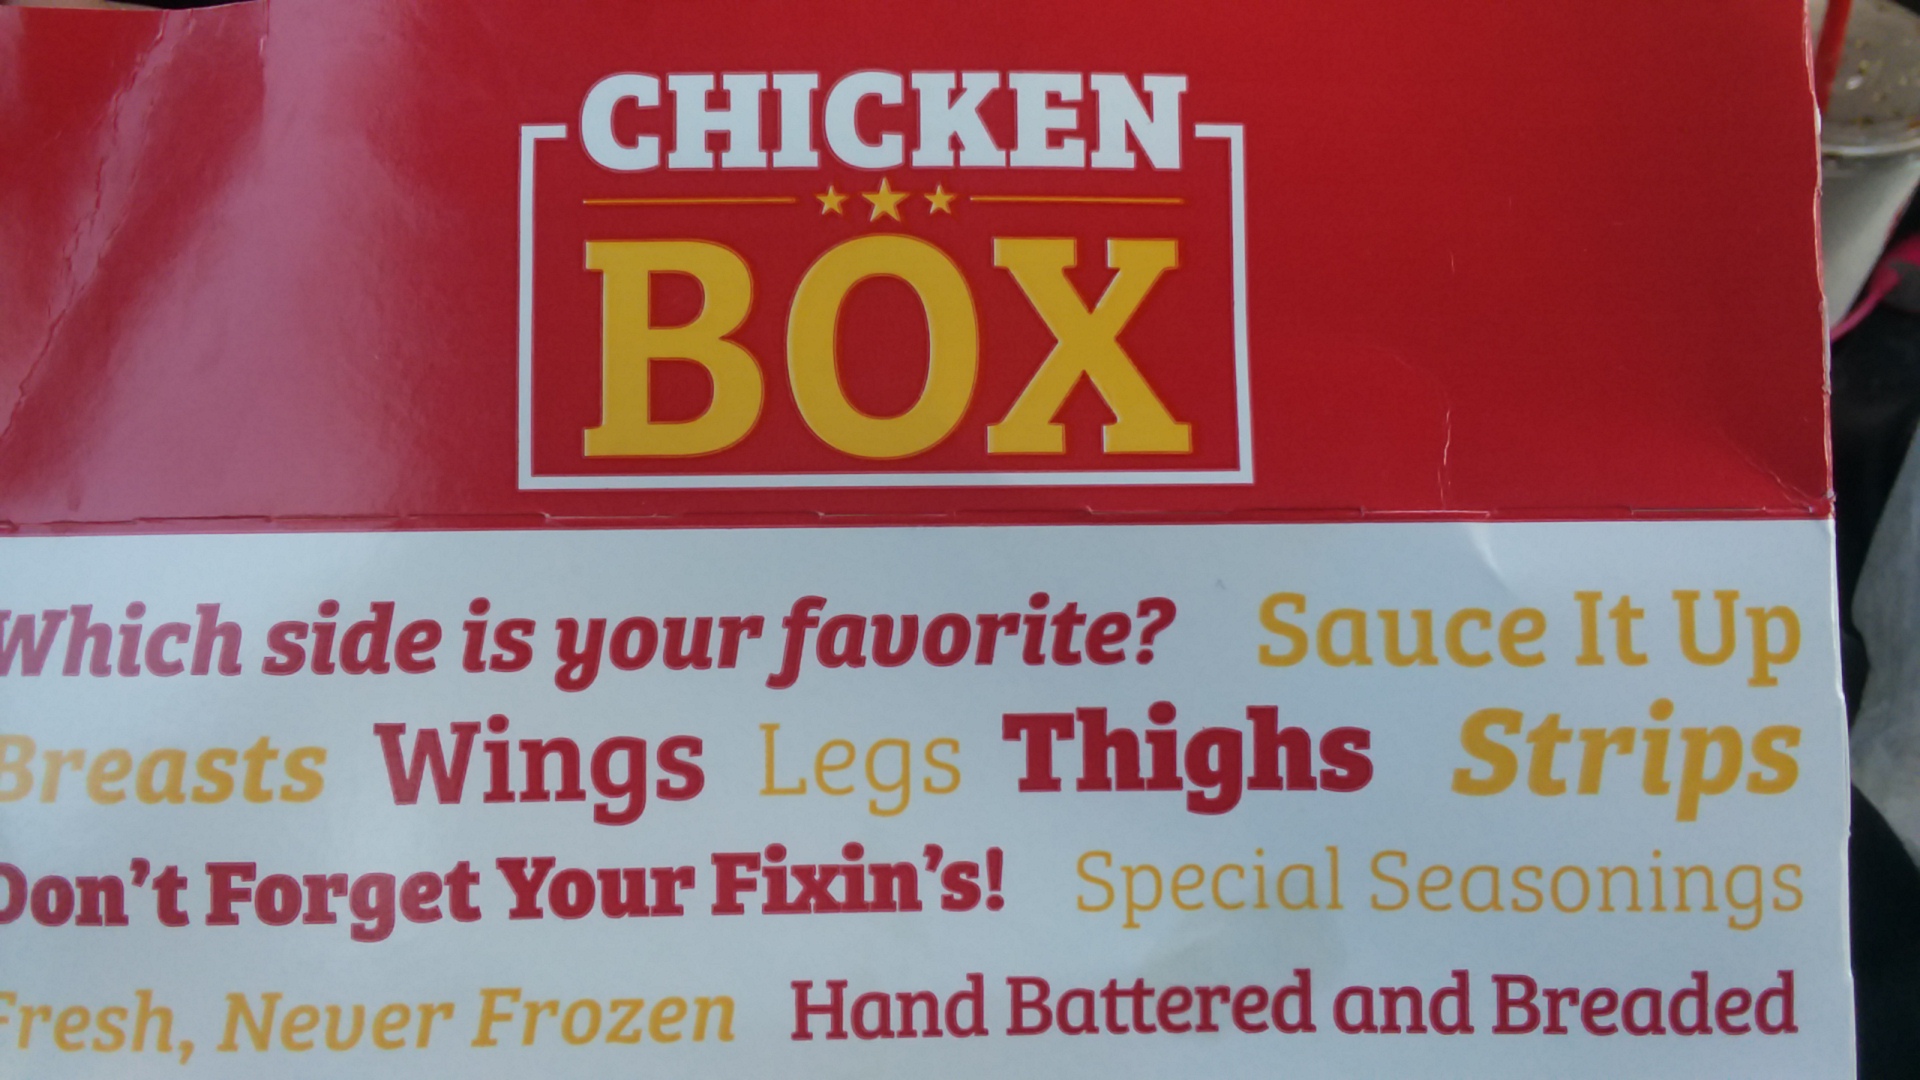 CHICKEN
BOX
Which side is your favorite? Sauce It Up
Breasts Wings Legs Thighs Strips
Don't Forget Your Fixin's! Special Seasonings
Fresh, Never Frozen Hand Battered and Breaded